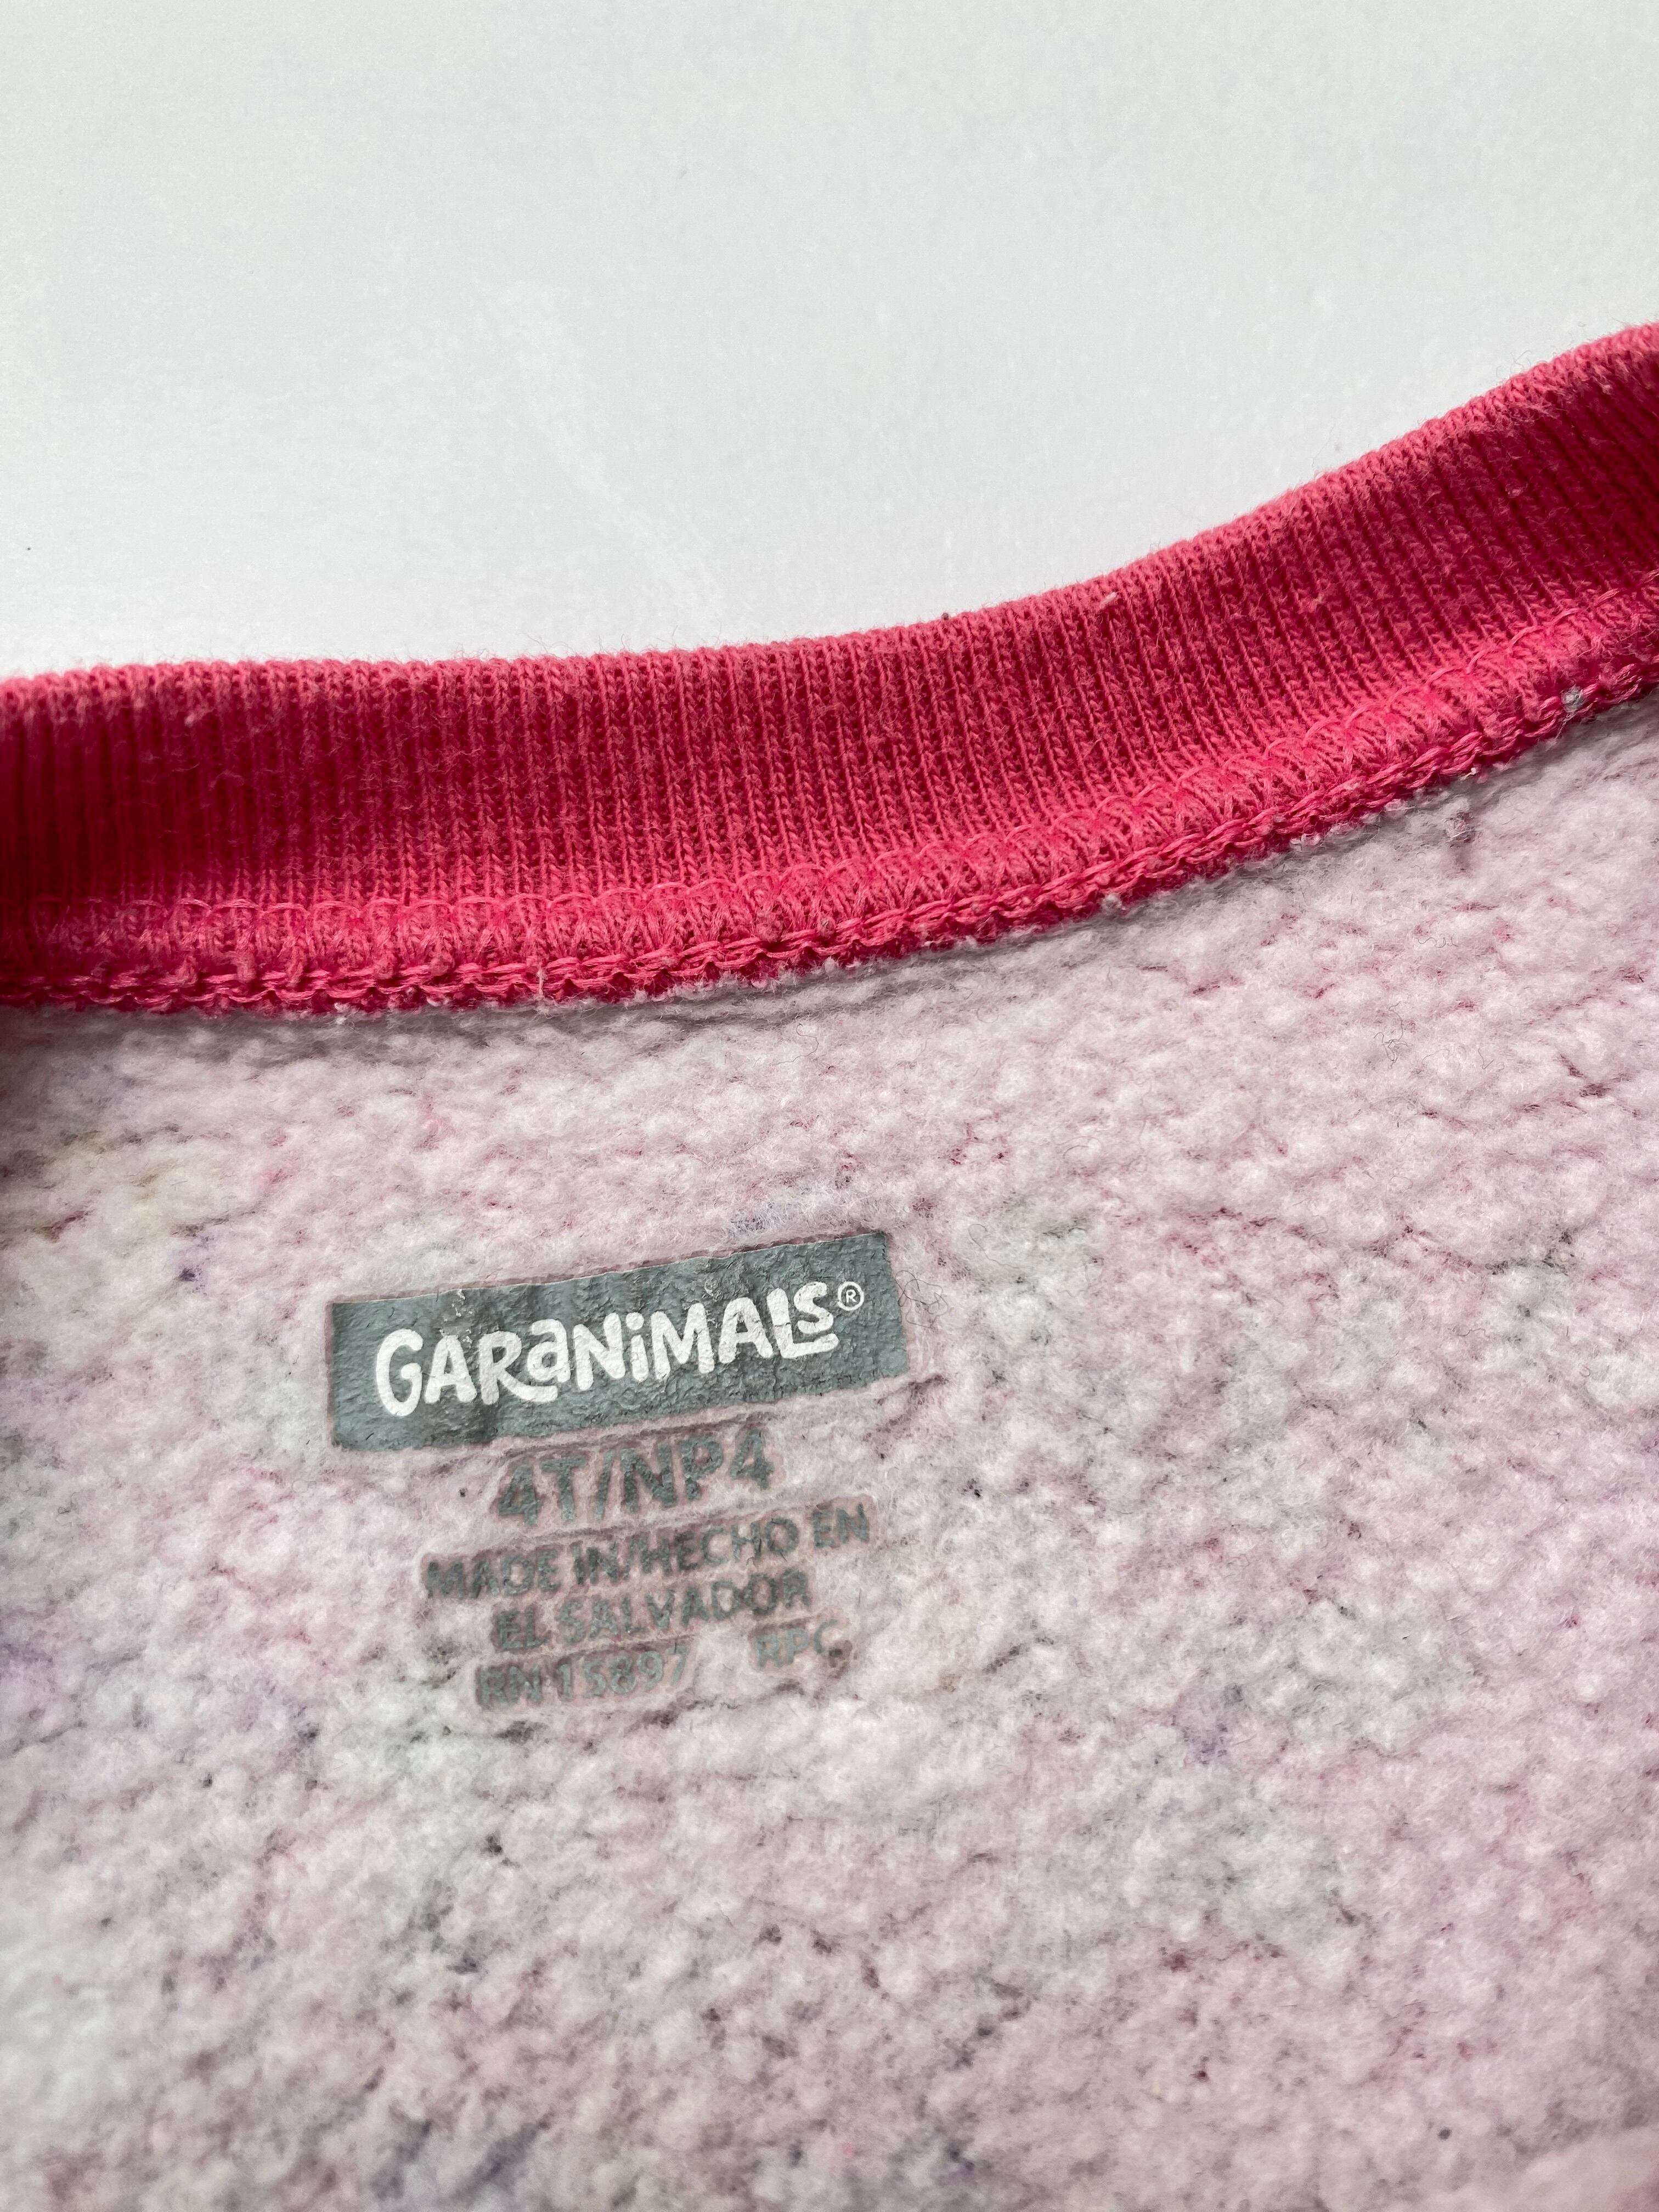 GARaNiMALS®
4T/NP4
MADE IN/HECHO EN
EL SALVADOR
RN 15897 RPC